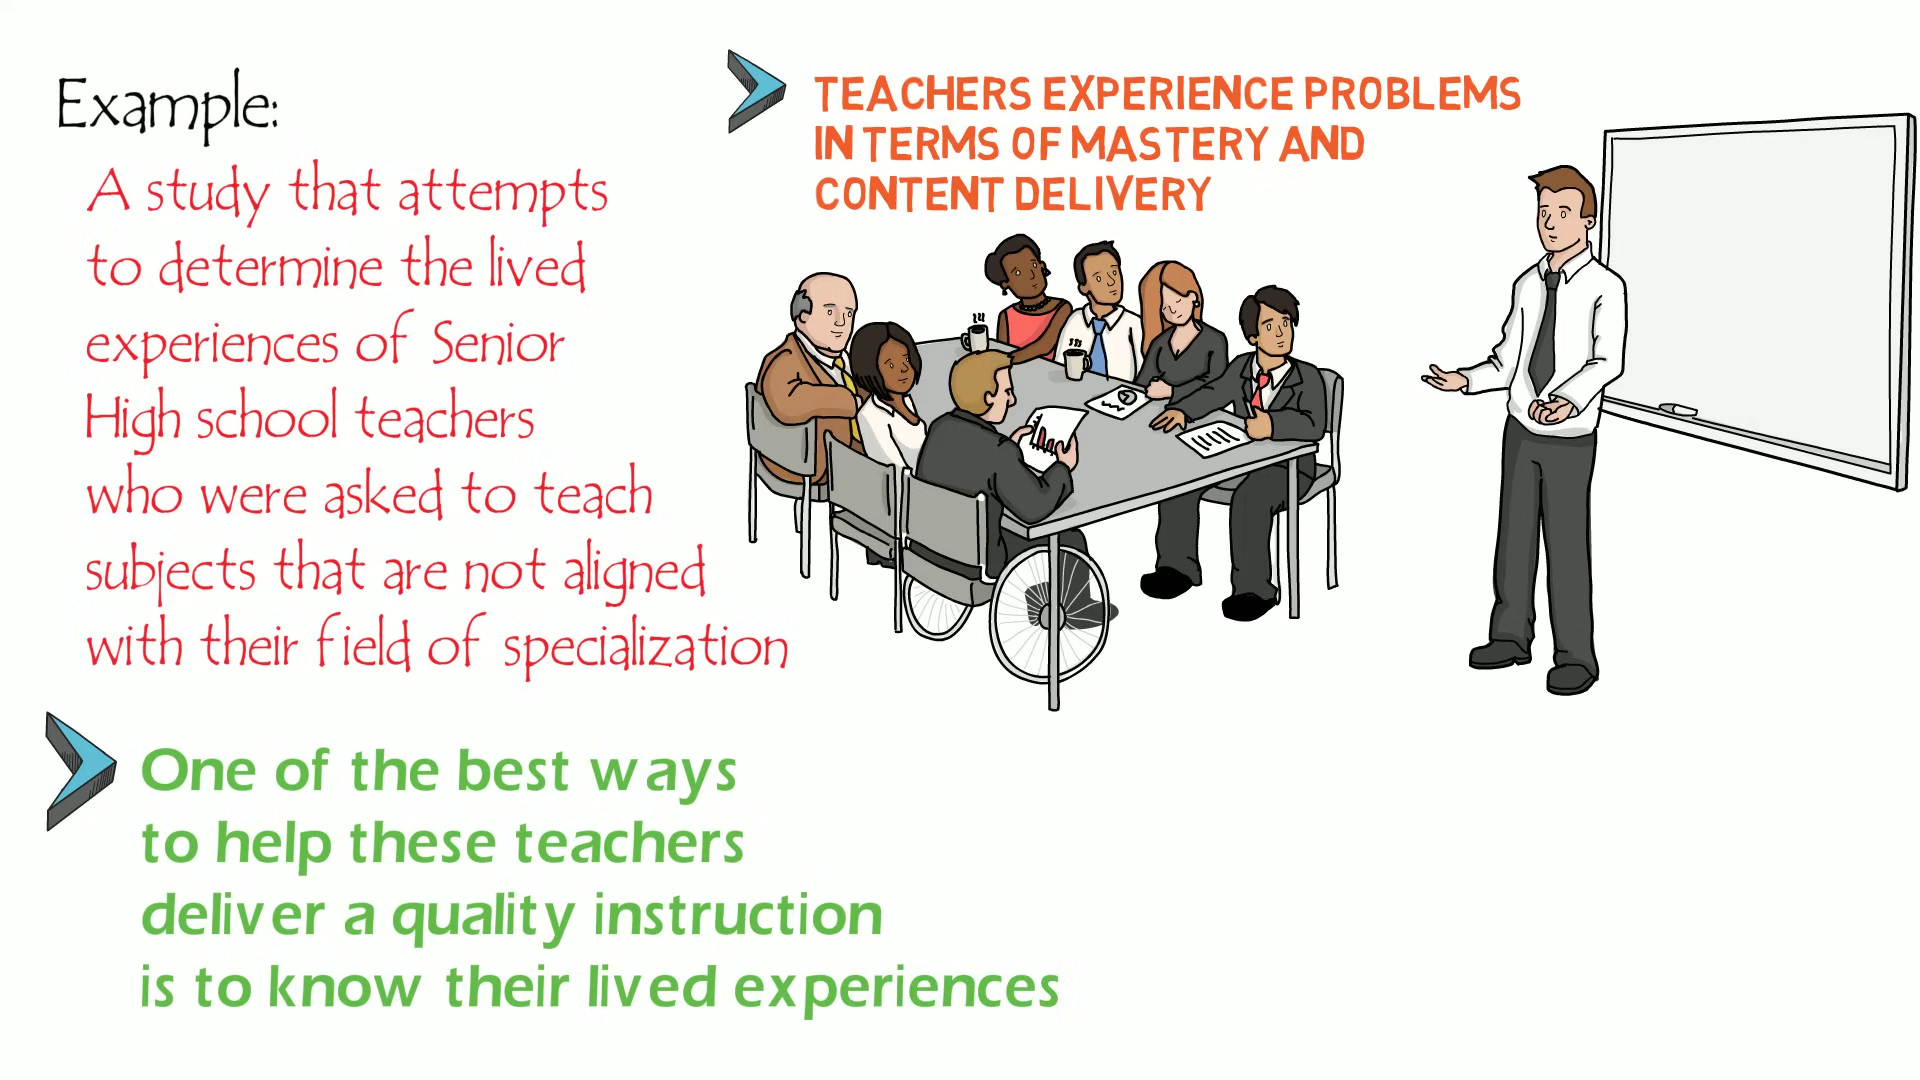 Example:
A study that attempts
to determine the lived
experiences of Senior
High school teachers
who were asked to teach
subjects that are not aligned
with their field of specialization
TEACHERS EXPERIENCE PROBLEMS
IN TERMS OF MASTERY AND
CONTENT DELIVERY
One of the best ways
to help these teachers
deliver a quality instruction
is to know their lived experiences